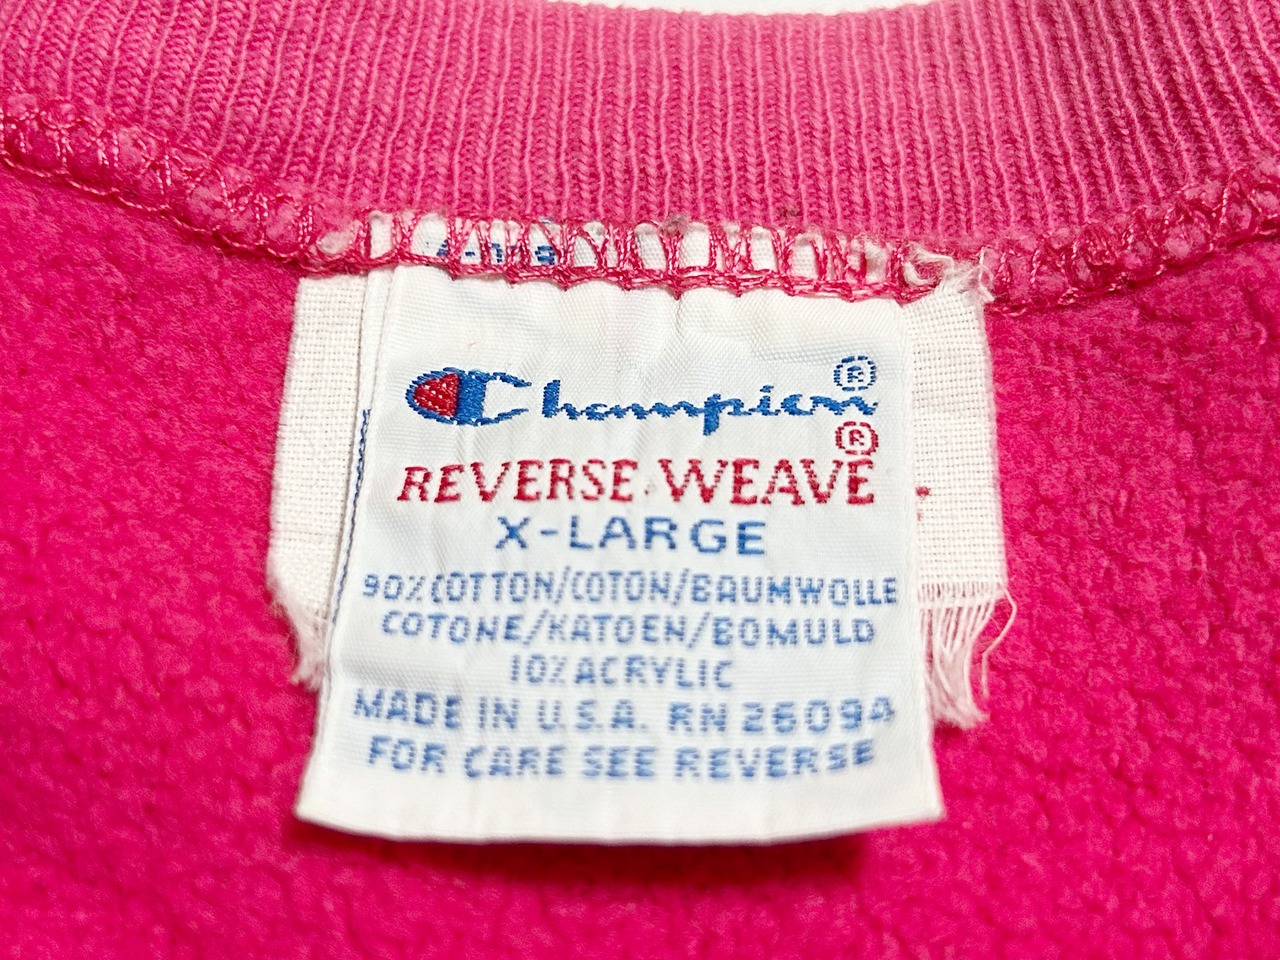 Champion®
REVERSE WEAVE®
X-LARGE
90% COTTON/COTON/BAUMWOLLE
COTONE/KATOEN/BOMULD
10% ACRYLIC
MADE IN U.S.A. RN 26094
FOR CARE SEE REVERSE